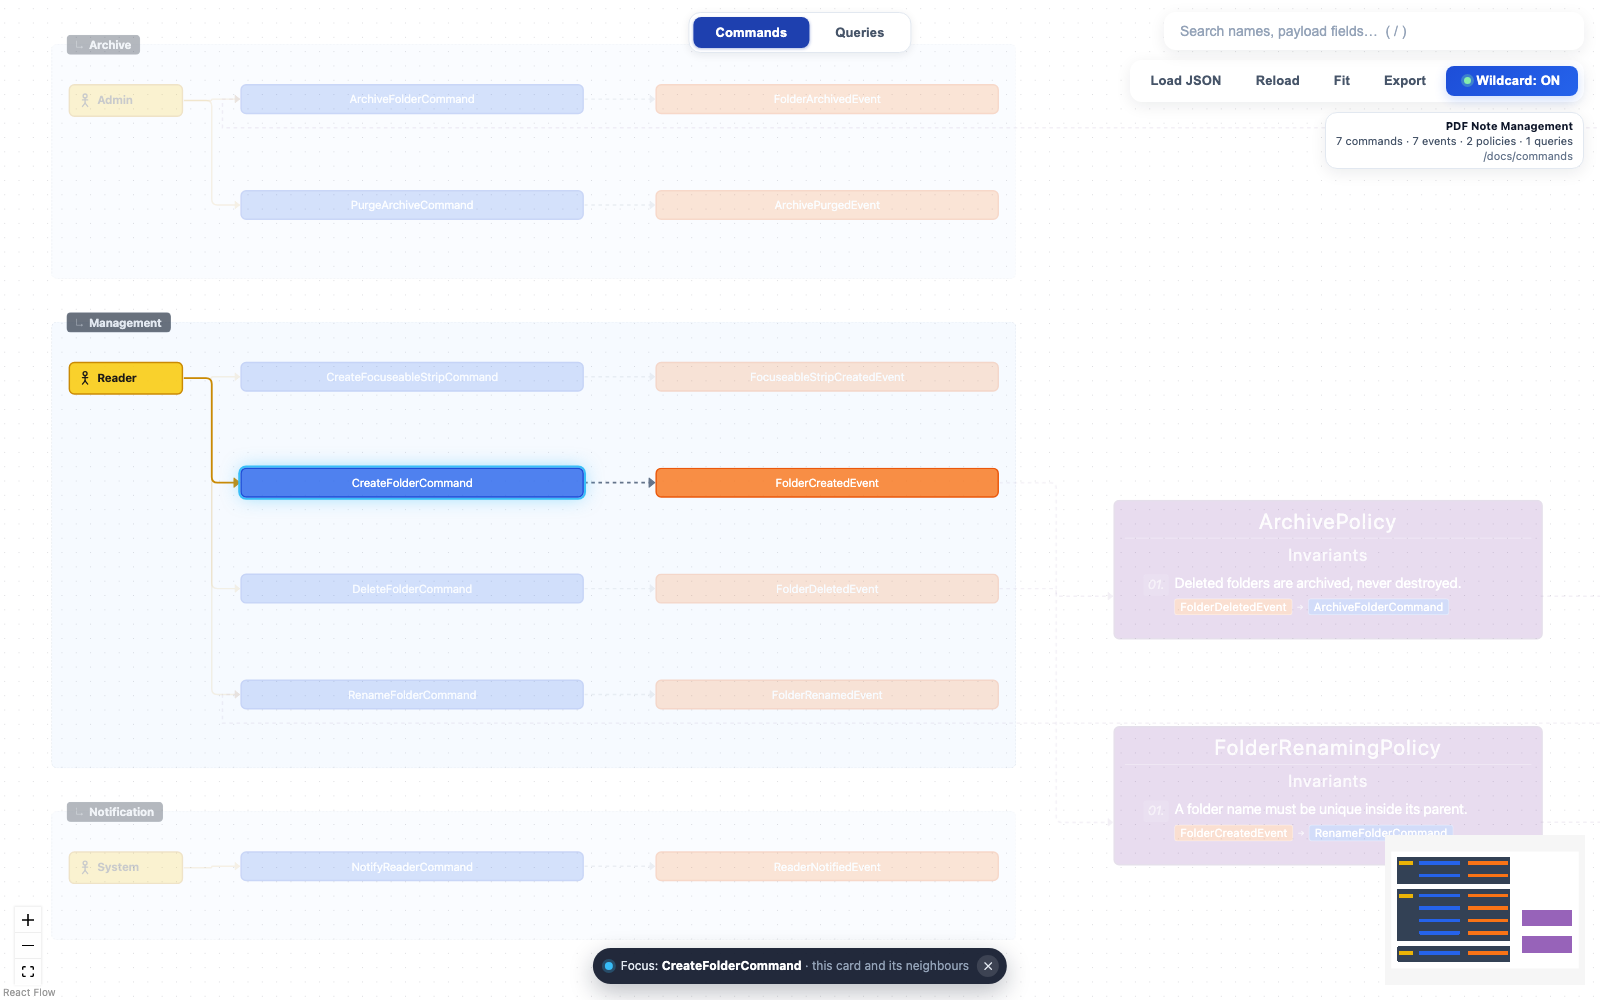 Commands
Queries
Search names, payload fields… ( / )
Load JSON
Reload
Fit
Export
Wildcard: ON
PDF Note Management
7 commands · 7 events · 2 policies · 1 queries
/docs/commands
Archive
Admin
ArchiveFolderCommand
FolderArchivedEvent
PurgeArchiveCommand
ArchivePurgedEvent
Management
Reader
CreateFocuseableStripCommand
FocuseableStripCreatedEvent
CreateFolderCommand
FolderCreatedEvent
DeleteFolderCommand
FolderDeletedEvent
RenameFolderCommand
FolderRenamedEvent
ArchivePolicy
Invariants
01. Deleted folders are archived, never destroyed.
FolderDeletedEvent → ArchiveFolderCommand
FolderRenamingPolicy
Invariants
01. A folder name must be unique inside its parent.
FolderCreatedEvent → RenameFolderCommand
Notification
System
NotifyReaderCommand
ReaderNotifiedEvent
Focus: CreateFolderCommand · this card and its neighbours
React Flow